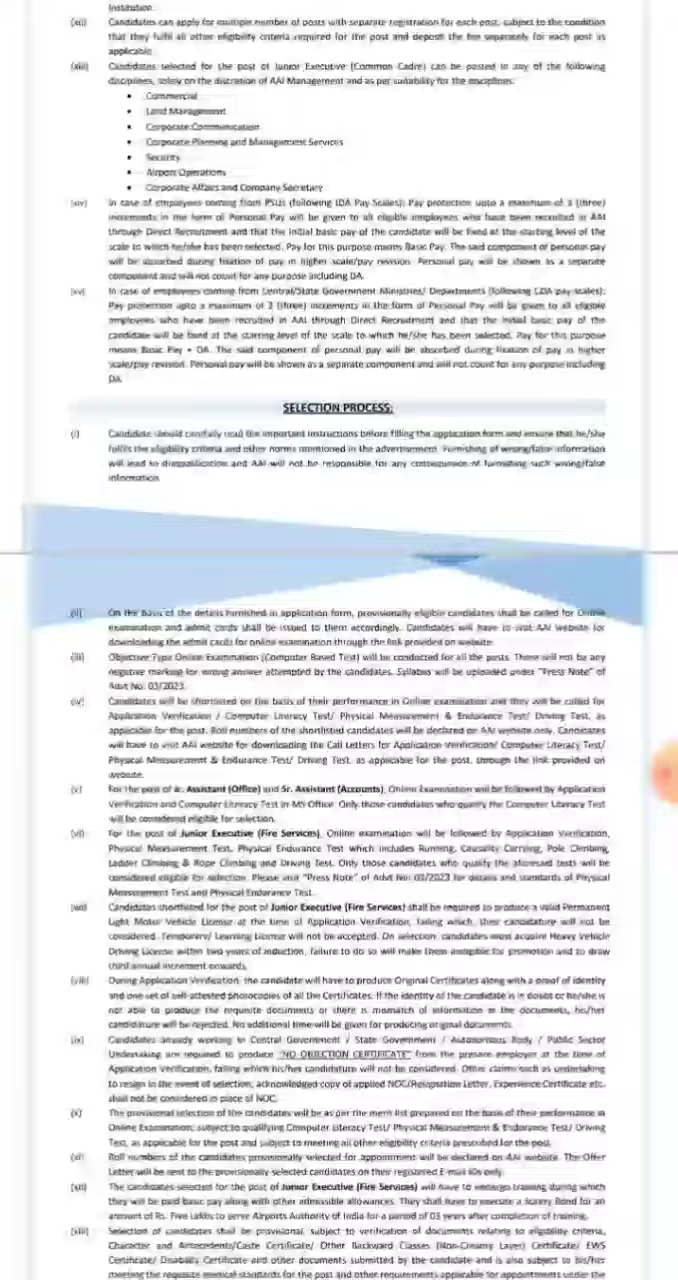 Institution.
(xii) Candidates can apply for multiple number of posts with separate registration for each post, subject to the condition
that they fulfil all other eligibility criteria required for the post and deposit the fee separately for each post as
applicable.
(xiii) Candidates selected for the post of Junior Executive (Common Cadre) can be posted in any of the following
disciplines, solely on the discretion of AAI Management and as per suitability for the disciplines.
• Commercial
• Land Management
• Corporate Communication
• Corporate Planning and Management Services
• Security
• Airport Operations
• Corporate Affairs and Company Secretary
(xiv) In case of employees coming from PSUs (following IDA Pay Scales): Pay protection upto a maximum of 3 (three)
increments in the form of Personal Pay will be given to all eligible employees who have been recruited in AAI
through Direct Recruitment and that the initial basic pay of the candidate will be fixed at the starting level of the
scale to which he/she has been selected. Pay for this purpose means Basic Pay. The said component of personal pay
will be absorbed during fixation of pay in higher scale/pay revision. Personal pay will be shown as a separate
component and will not count for any purpose including DA.
(xv) In case of employees coming from Central/State Government Ministries/ Departments (following CDA pay scales):
Pay protection upto a maximum of 3 (three) increments in the form of Personal Pay will be given to all eligible
employees who have been recruited in AAI through Direct Recruitment and that the initial basic pay of the
candidate will be fixed at the starting level of the scale to which he/she has been selected. Pay for this purpose
means Basic Pay + DA. The said component of personal pay will be absorbed during fixation of pay in higher
scale/pay revision. Personal pay will be shown as a separate component and will not count for any purpose including
DA.
SELECTION PROCESS:
(i) Candidate should carefully read the important instructions before filling the application form and ensure that he/she
fulfils the eligibility criteria and other norms mentioned in the advertisement. Furnishing of wrong/false information
will lead to disqualification and AAI will not be responsible for any consequence of furnishing such wrong/false
information.
(ii) On the basis of the details furnished in application form, provisionally eligible candidates shall be called for Online
examination and admit cards shall be issued to them accordingly. Candidates will have to visit AAI website for
downloading the admit cards for online examination through the link provided on website.
(iii) Objective Type Online Examination (Computer Based Test) will be conducted for all the posts. There will not be any
negative marking for wrong answer attempted by the candidates. Syllabus will be uploaded under "Press Note" of
Advt No. 03/2023.
(iv) Candidates will be shortlisted on the basis of their performance in Online examination and they will be called for
Application Verification / Computer Literacy Test/ Physical Measurement & Endurance Test/ Driving Test, as
applicable for the post. Roll numbers of the shortlisted candidates will be declared on AAI website only. Candidates
will have to visit AAI website for downloading the Call Letters for Application Verification/ Computer Literacy Test/
Physical Measurement & Endurance Test/ Driving Test, as applicable for the post, through the link provided on
website.
(v) For the post of Jr. Assistant (Office) and Sr. Assistant (Accounts), Online Examination will be followed by Application
Verification and Computer Literacy Test in MS Office. Only those candidates who qualify the Computer Literacy Test
will be considered eligible for selection.
(vi) For the post of Junior Executive (Fire Services), Online examination will be followed by Application Verification,
Physical Measurement Test, Physical Endurance Test which includes Running, Causality Carrying, Pole Climbing,
Ladder Climbing & Rope Climbing and Driving Test. Only those candidates who qualify the aforesaid tests will be
considered eligible for selection. Please visit "Press Note" of Advt No: 03/2023 for details and standards of Physical
Measurement Test and Physical Endurance Test.
(vii) Candidates shortlisted for the post of Junior Executive (Fire Services) shall be required to produce a valid Permanent
Light Motor Vehicle License at the time of Application Verification, failing which, their candidature will not be
considered. Temporary/ Learning License will not be accepted. On selection, candidates must acquire Heavy Vehicle
Driving License within two years of induction, failure to do so will make them ineligible for promotion and to draw
third annual increment onwards.
(viii) During Application Verification, the candidate will have to produce Original Certificates along with a proof of identity
and one set of self-attested photocopies of all the Certificates. If the identity of the candidate is in doubt or he/she is
not able to produce the requisite documents or there is mismatch of information in the documents, his/her
candidature will be rejected. No additional time will be given for producing original documents.
(ix) Candidates already working in Central Government / State Government / Autonomous Body / Public Sector
Undertaking are required to produce "NO OBJECTION CERTIFICATE" from the present employer at the time of
Application Verification, failing which his/her candidature will not be considered. Other claims such as undertaking
to resign in the event of selection, acknowledged copy of applied NOC/Resignation Letter, Experience Certificate etc.
shall not be considered in place of NOC.
(x) The provisional selection of the candidates will be as per the merit list prepared on the basis of their performance in
Online Examination, subject to qualifying Computer Literacy Test/ Physical Measurement & Endurance Test/ Driving
Test, as applicable for the post and subject to meeting all other eligibility criteria prescribed for the post.
(xi) Roll numbers of the candidates provisionally selected for appointment will be declared on AAI website. The Offer
Letter will be sent to the provisionally selected candidates on their registered E-mail IDs only.
(xii) The candidates selected for the post of Junior Executive (Fire Services) will have to undergo training during which
they will be paid basic pay along with other admissible allowances. They shall have to execute a Surety Bond for an
amount of Rs. Five Lakhs to serve Airports Authority of India for a period of 03 years after completion of training.
(xiii) Selection of candidates shall be provisional, subject to verification of documents relating to eligibility criteria,
Character and Antecedents/Caste Certificate/ Other Backward Classes (Non-Creamy Layer) Certificate/ EWS
Certificate/ Disability Certificate and other documents submitted by the candidate and is also subject to his/her
meeting the requisite medical standards for the post and other requirements applicable for appointments under the